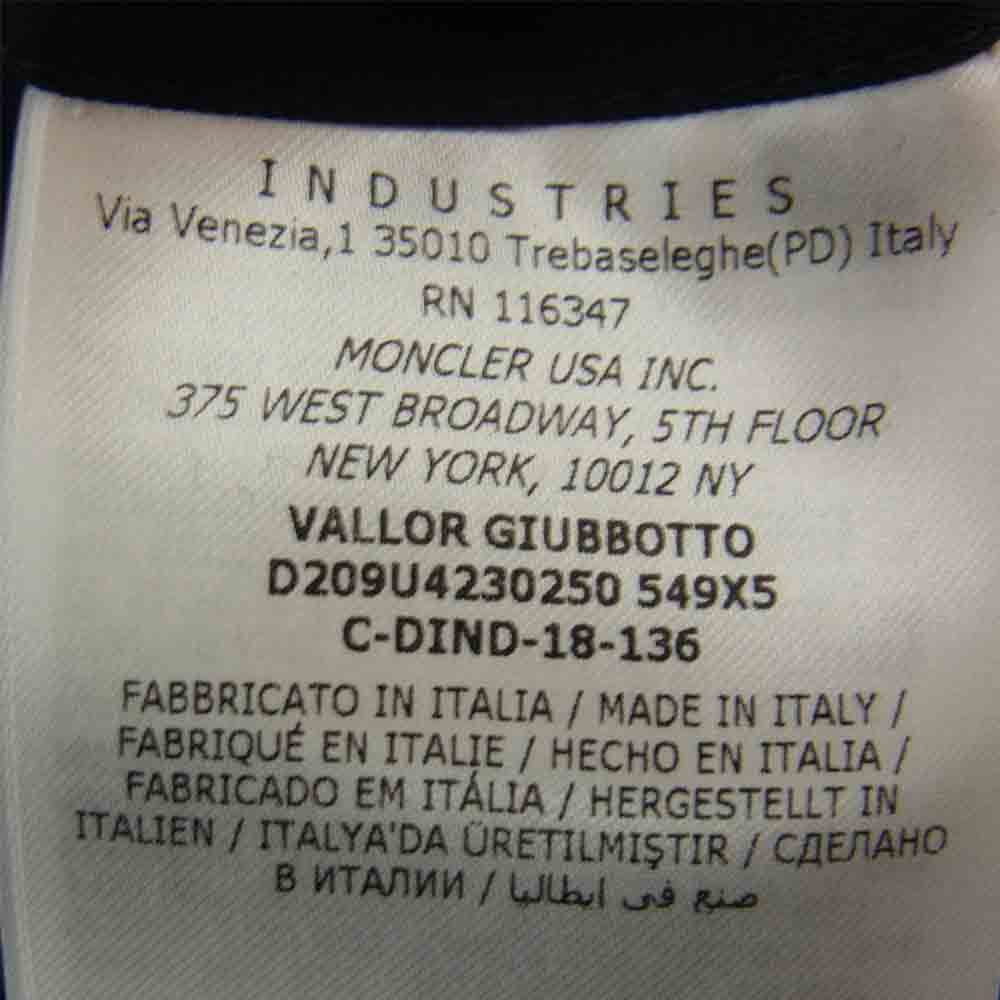 INDUSTRIES
Via Venezia,1 35010 Trebaseleghe(PD) Italy
RN 116347
MONCLER USA INC.
375 WEST BROADWAY, 5TH FLOOR
NEW YORK, 10012 NY
VALLOR GIUBBOTTO
D209U4230250 549X5
C-DIND-18-136
FABBRICATO IN ITALIA / MADE IN ITALY /
FABRIQUÉ EN ITALIE / HECHO EN ITALIA /
FABRICADO EM ITÁLIA / HERGESTELLT IN
ITALIEN / ITALYA'DA ÜRETILMIŞTIR / СДЕЛАНО
В ИТАЛИИ / صنع في ايطاليا